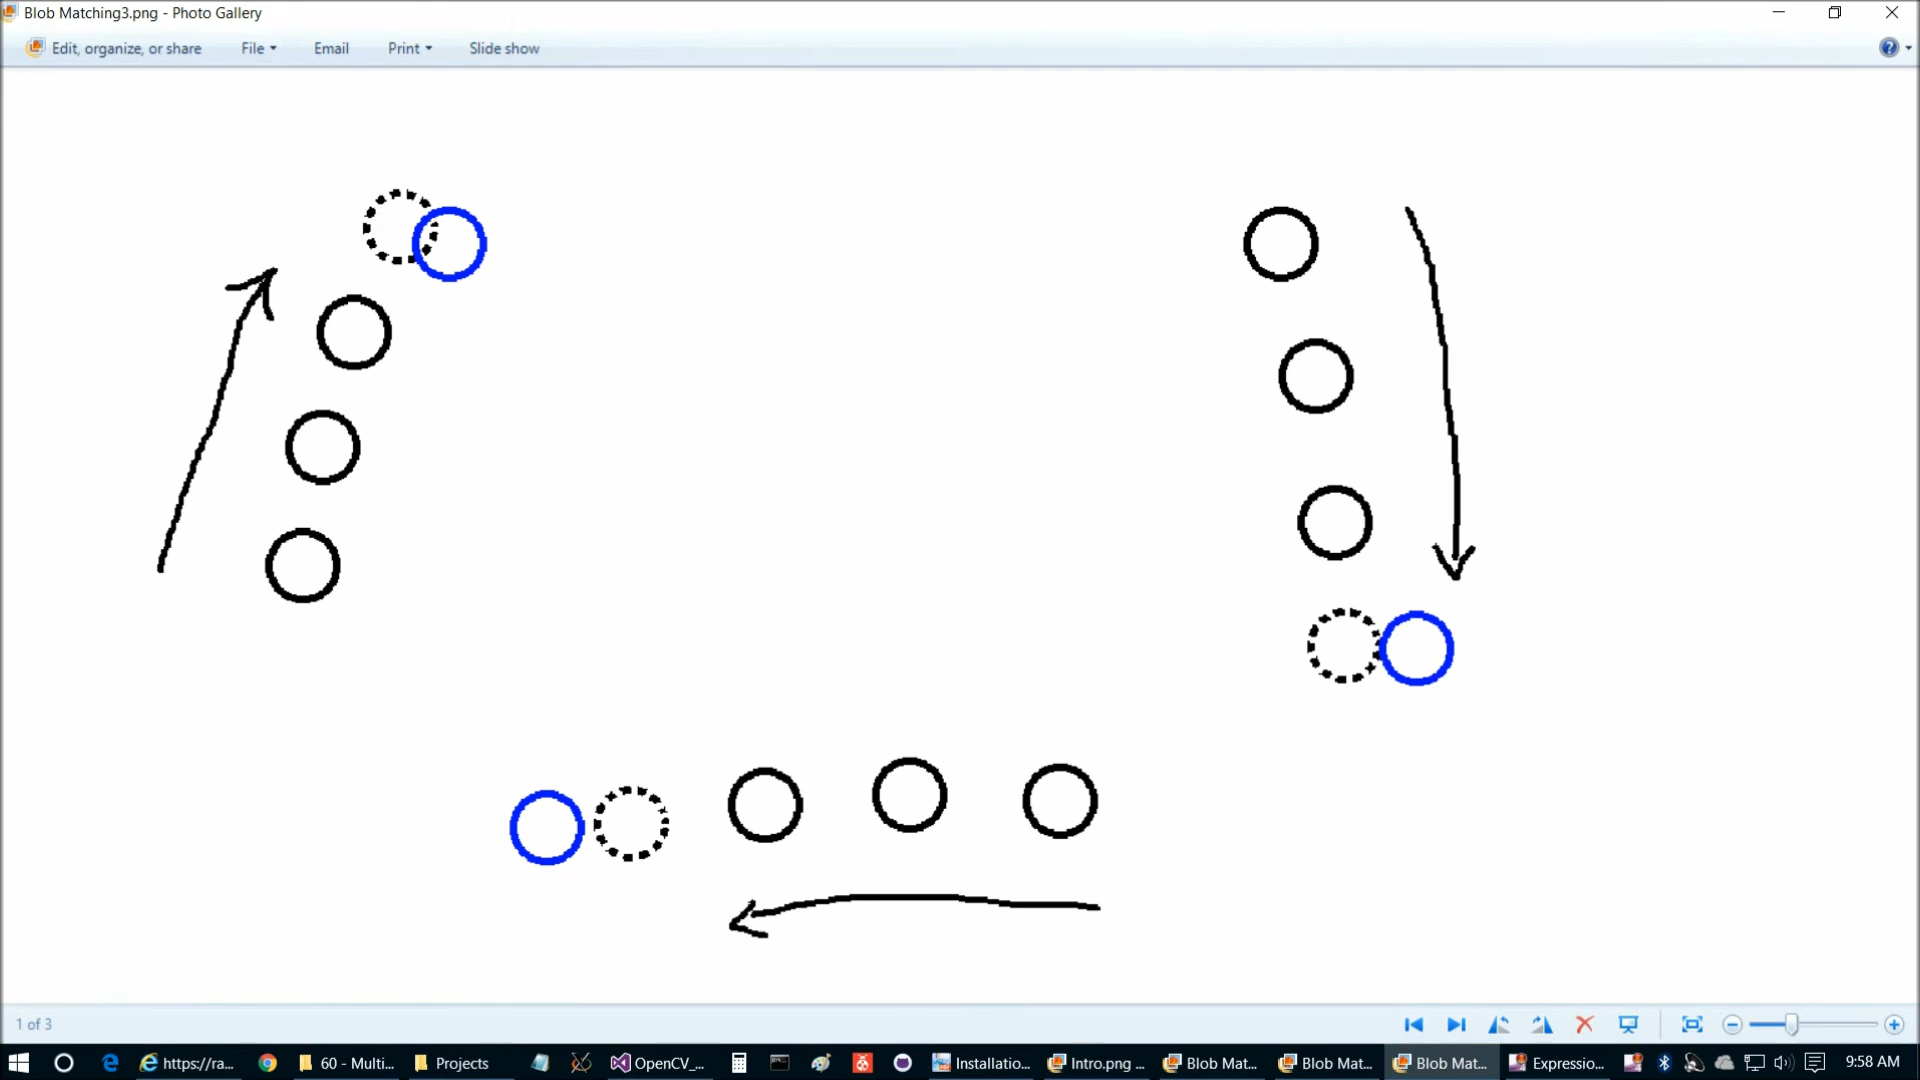 Blob Matching3.png - Photo Gallery
Edit, organize, or share File Email Print Slide show
1 of 3
https://ra... 60 - Multi... Projects OpenCV_... Installatio... Intro.png ... Blob Mat... Blob Mat... Blob Mat... Expressio... 9:58 AM